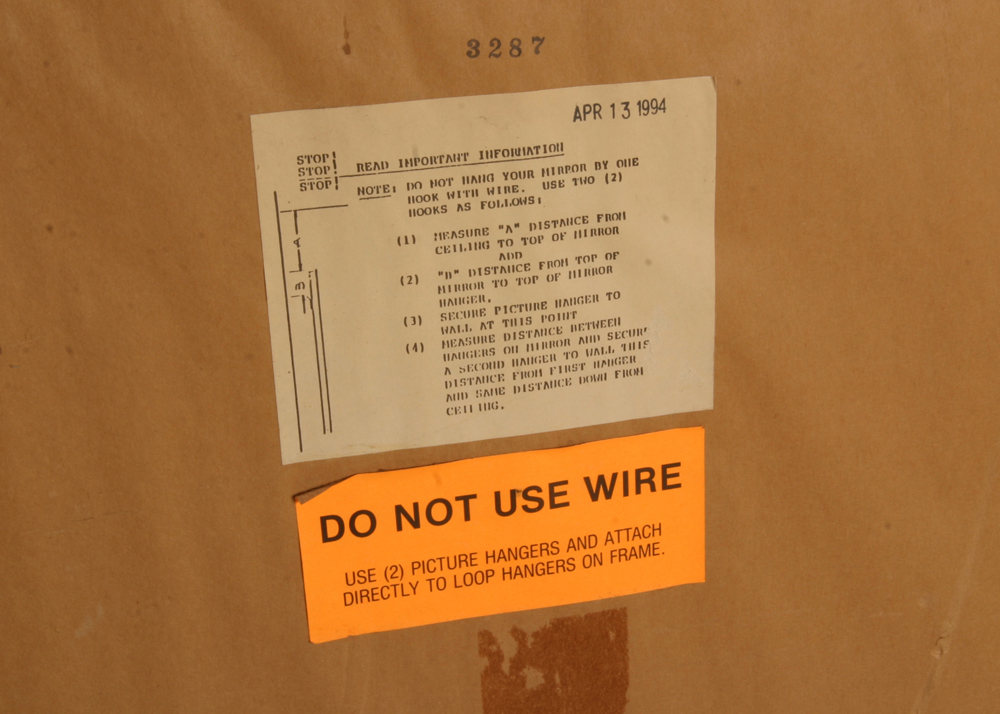 3287
APR 13 1994
STOP!
STOP!
STOP!
READ IMPORTANT INFORMATION
NOTE: DO NOT HANG YOUR MIRROR BY ONE
HOOK WITH WIRE. USE TWO (2)
HOOKS AS FOLLOWS:
(1) MEASURE "A" DISTANCE FROM
CEILING TO TOP OF MIRROR
ADD
(2) "B" DISTANCE FROM TOP OF
MIRROR TO TOP OF MIRROR
HANGER.
(3) SECURE PICTURE HANGER TO
WALL AT THIS POINT
(4) MEASURE DISTANCE BETWEEN
HANGERS ON MIRROR AND SECURE
A SECOND HANGER TO WALL THIS
DISTANCE FROM FIRST HANGER
AND SAME DISTANCE DOWN FROM
CEILING.
A
B
DO NOT USE WIRE
USE (2) PICTURE HANGERS AND ATTACH
DIRECTLY TO LOOP HANGERS ON FRAME.